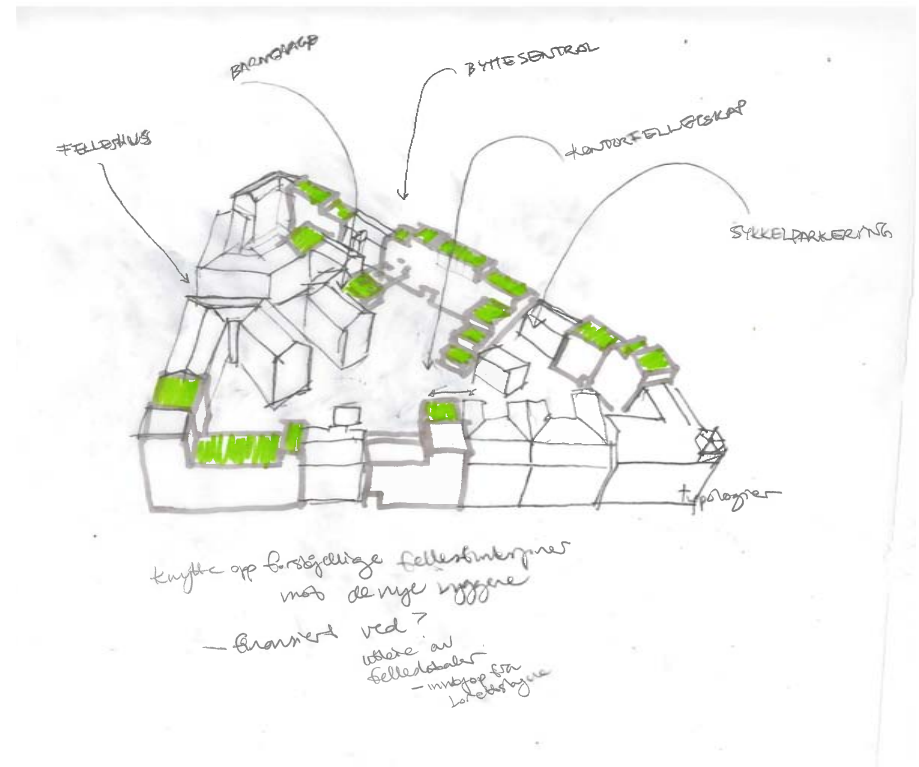 BARNEHAGE
BYTTESENTRAL
FELLESHUS
KONTORFELLESSKAP
SYKKELPARKERING
typologier
knytte opp forskjellige fellesfunksjoner
mot de nye byggene
— finansiert ved?
utleie av
felleslokaler
— innkjøp fra